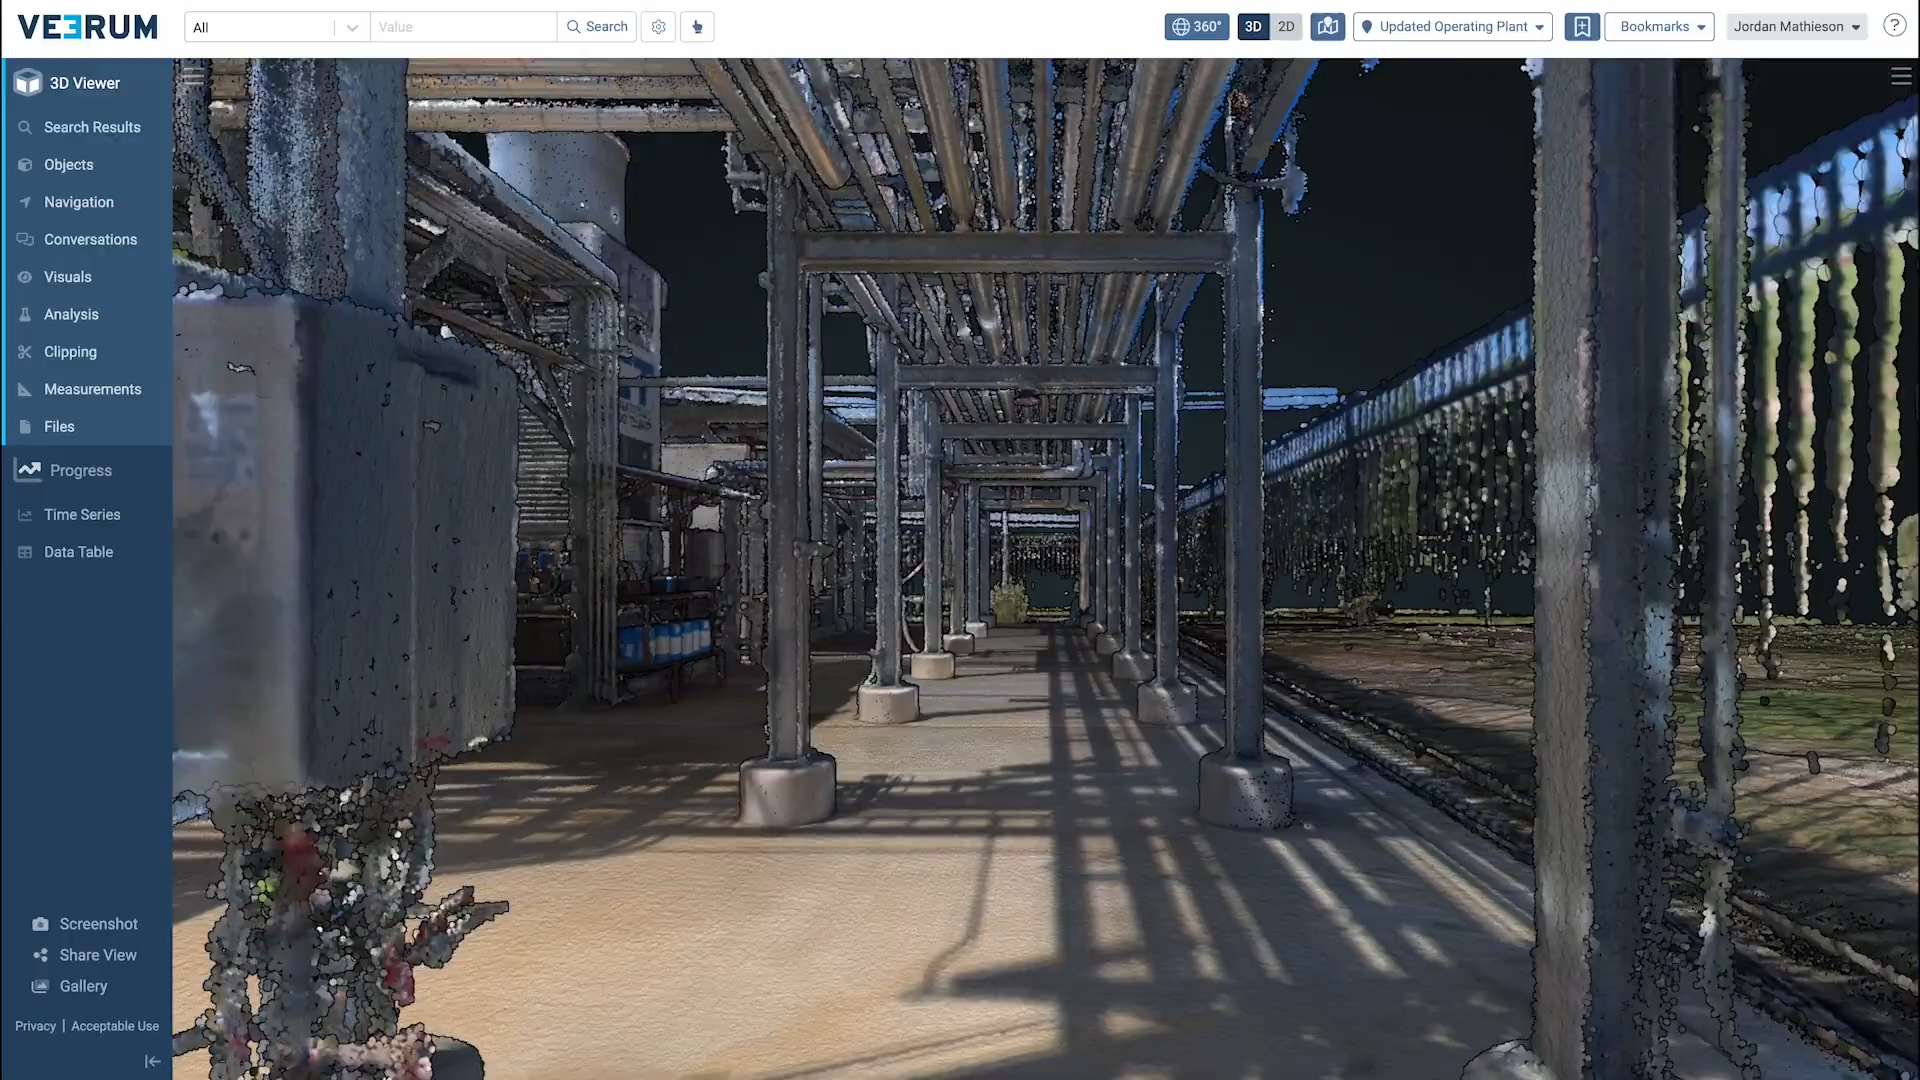 VEERUM
All
Value
Search
360°
3D
2D
Updated Operating Plant
Bookmarks
Jordan Mathieson
?
3D Viewer
Search Results
Objects
Navigation
Conversations
Visuals
Analysis
Clipping
Measurements
Files
Progress
Time Series
Data Table
Screenshot
Share View
Gallery
Privacy | Acceptable Use